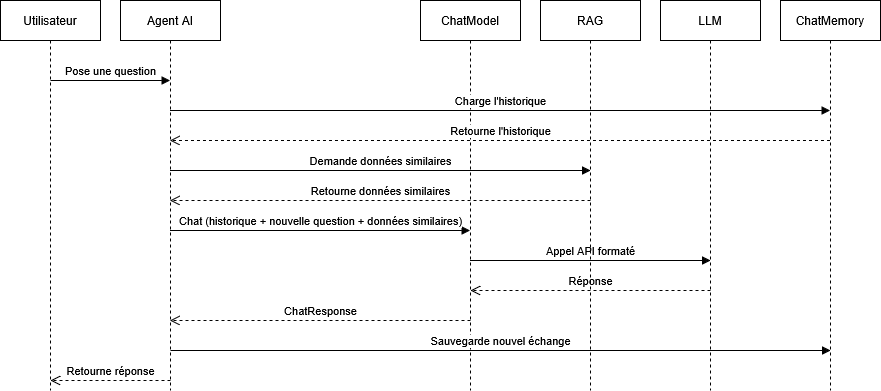 Utilisateur
Agent AI
ChatModel
RAG
LLM
ChatMemory
Pose une question
Charge l'historique
Retourne l'historique
Demande données similaires
Retourne données similaires
Chat (historique + nouvelle question + données similaires)
Appel API formaté
Réponse
ChatResponse
Sauvegarde nouvel échange
Retourne réponse